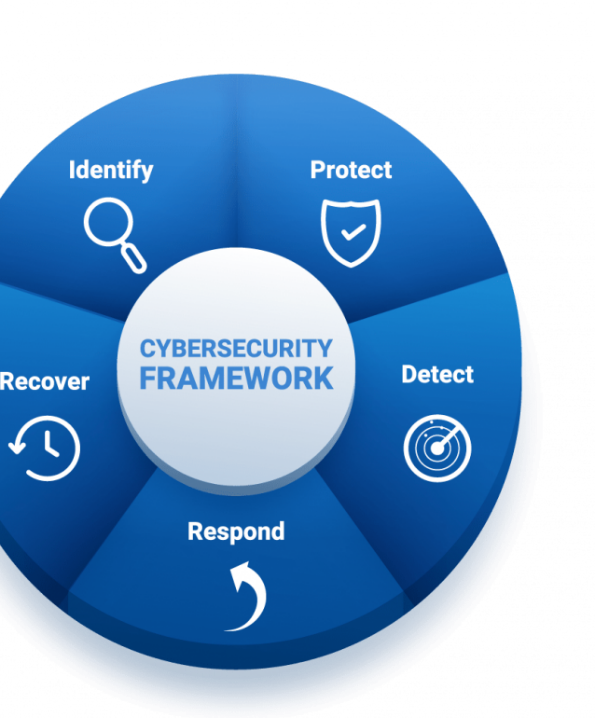 Identify
Protect
CYBERSECURITY
FRAMEWORK
Detect
Recover
Respond